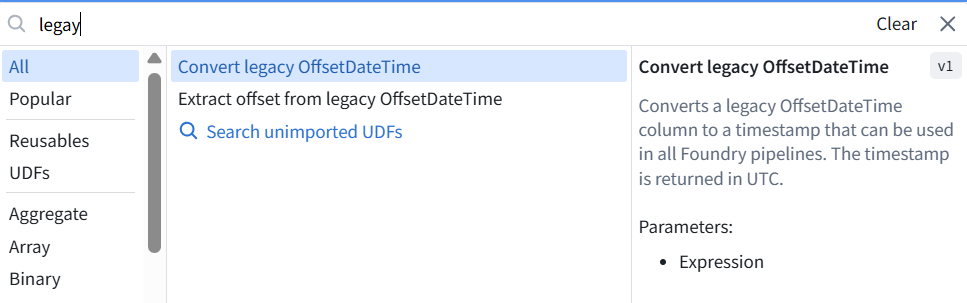 legay
Clear
All
Popular
Reusables
UDFs
Aggregate
Array
Binary
Convert legacy OffsetDateTime
Extract offset from legacy OffsetDateTime
Search unimported UDFs
Convert legacy OffsetDateTime
v1
Converts a legacy OffsetDateTime
column to a timestamp that can be used
in all Foundry pipelines. The timestamp
is returned in UTC.
Parameters:
• Expression